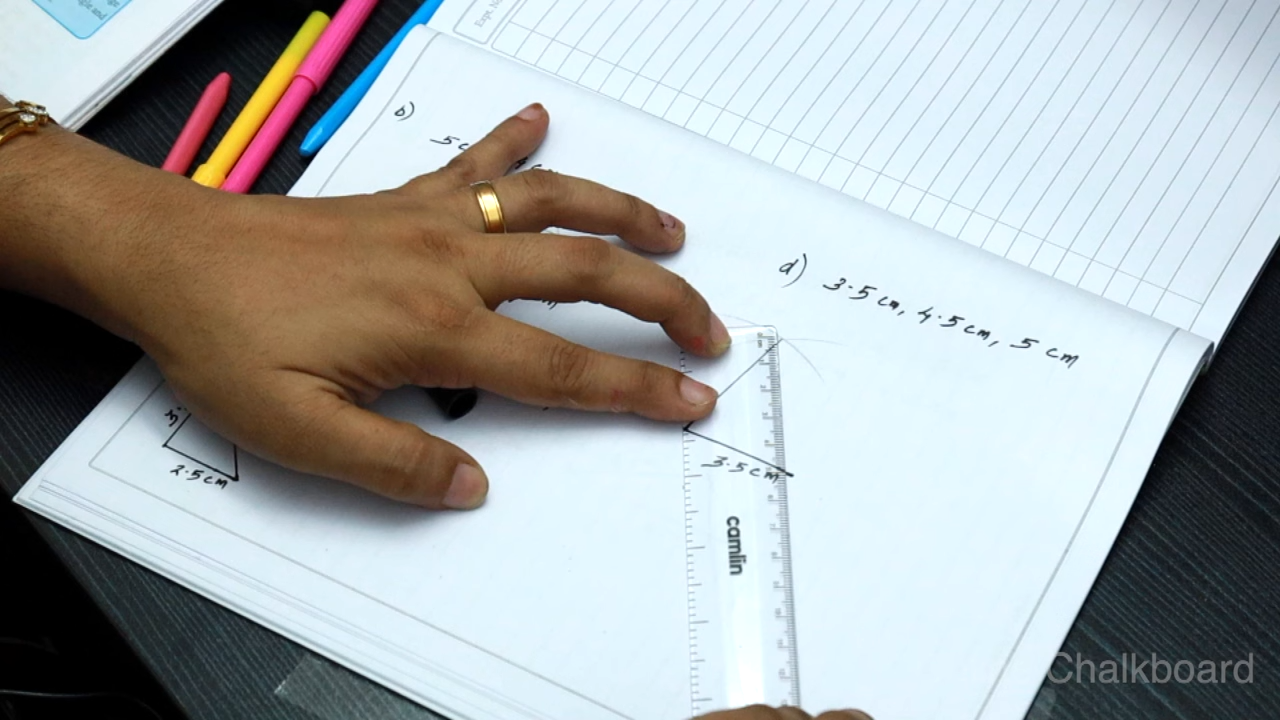 b)
d) 3.5 cm, 4.5 cm, 5 cm
3.5 cm
2.5 cm
camlin
Chalkboard